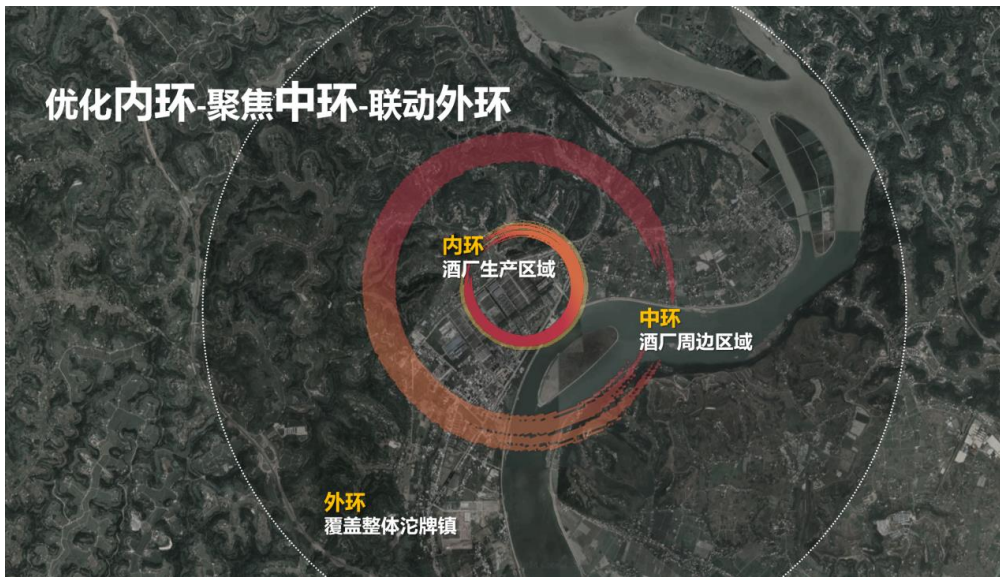 优化内环-聚焦中环-联动外环
内环
酒厂生产区域
中环
酒厂周边区域
外环
覆盖整体沱牌镇